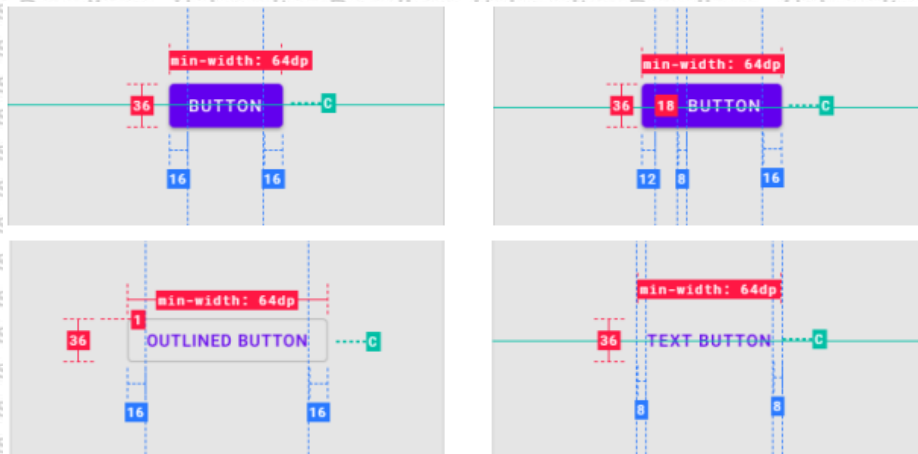 min-width: 64dp
36
BUTTON
C
16
16
min-width: 64dp
36
18
BUTTON
C
12
8
16
min-width: 64dp
1
36
OUTLINED BUTTON
C
16
16
min-width: 64dp
36
TEXT BUTTON
C
8
8